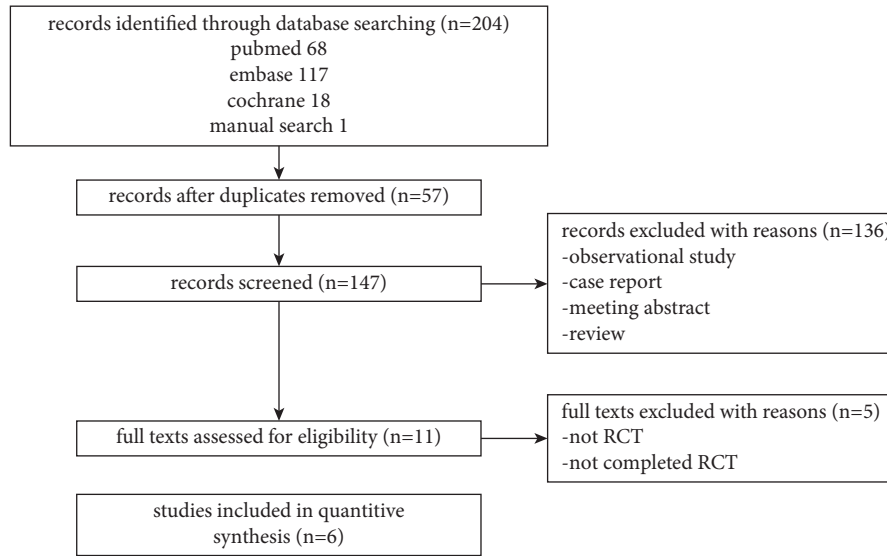 records identified through database searching (n=204)
pubmed 68
embase 117
cochrane 18
manual search 1
records after duplicates removed (n=57)
records screened (n=147)
records excluded with reasons (n=136)
-observational study
-case report
-meeting abstract
-review
full texts assessed for eligibility (n=11)
full texts excluded with reasons (n=5)
-not RCT
-not completed RCT
studies included in quantitive
synthesis (n=6)